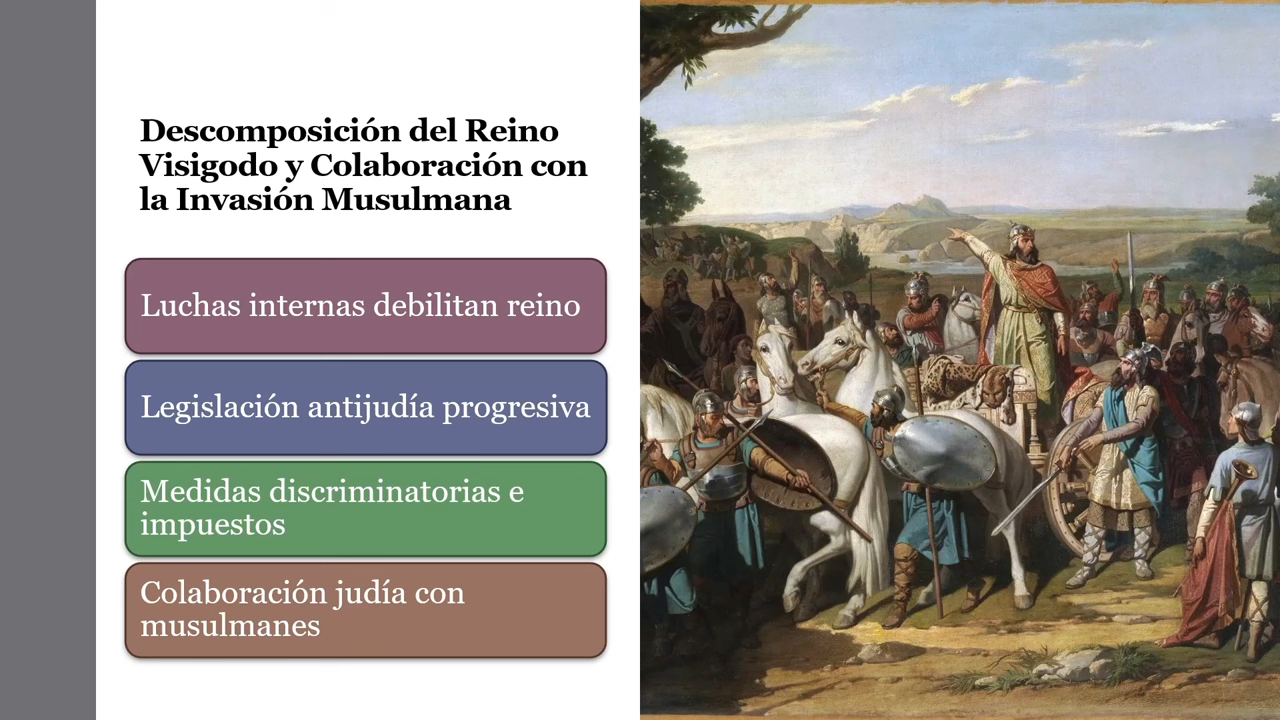 Descomposición del Reino
Visigodo y Colaboración con
la Invasión Musulmana
Luchas internas debilitan reino
Legislación antijudía progresiva
Medidas discriminatorias e
impuestos
Colaboración judía con
musulmanes